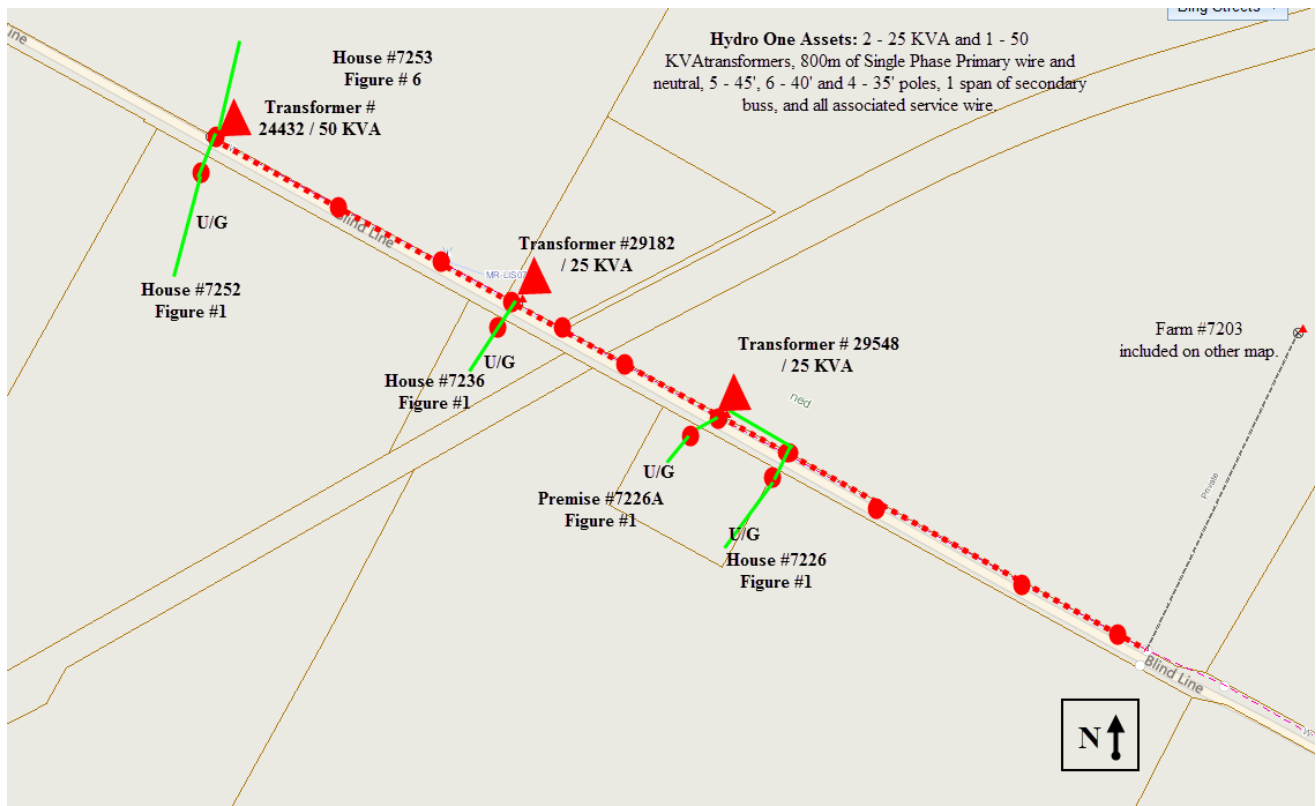 Bing Streets
ine
Hydro One Assets: 2 - 25 KVA and 1 - 50
KVAtransformers, 800m of Single Phase Primary wire and
neutral, 5 - 45', 6 - 40' and 4 - 35' poles, 1 span of secondary
buss, and all associated service wire.
House #7253
Figure # 6
Transformer #
24432 / 50 KVA
U/G
Blind Line
House #7252
Figure #1
Transformer #29182
/ 25 KVA
MR-LIS07
U/G
House #7236
Figure #1
Farm #7203
included on other map.
Transformer # 29548
/ 25 KVA
ned
U/G
Premise #7226A
Figure #1
U/G
House #7226
Figure #1
Private
Blind Line
N